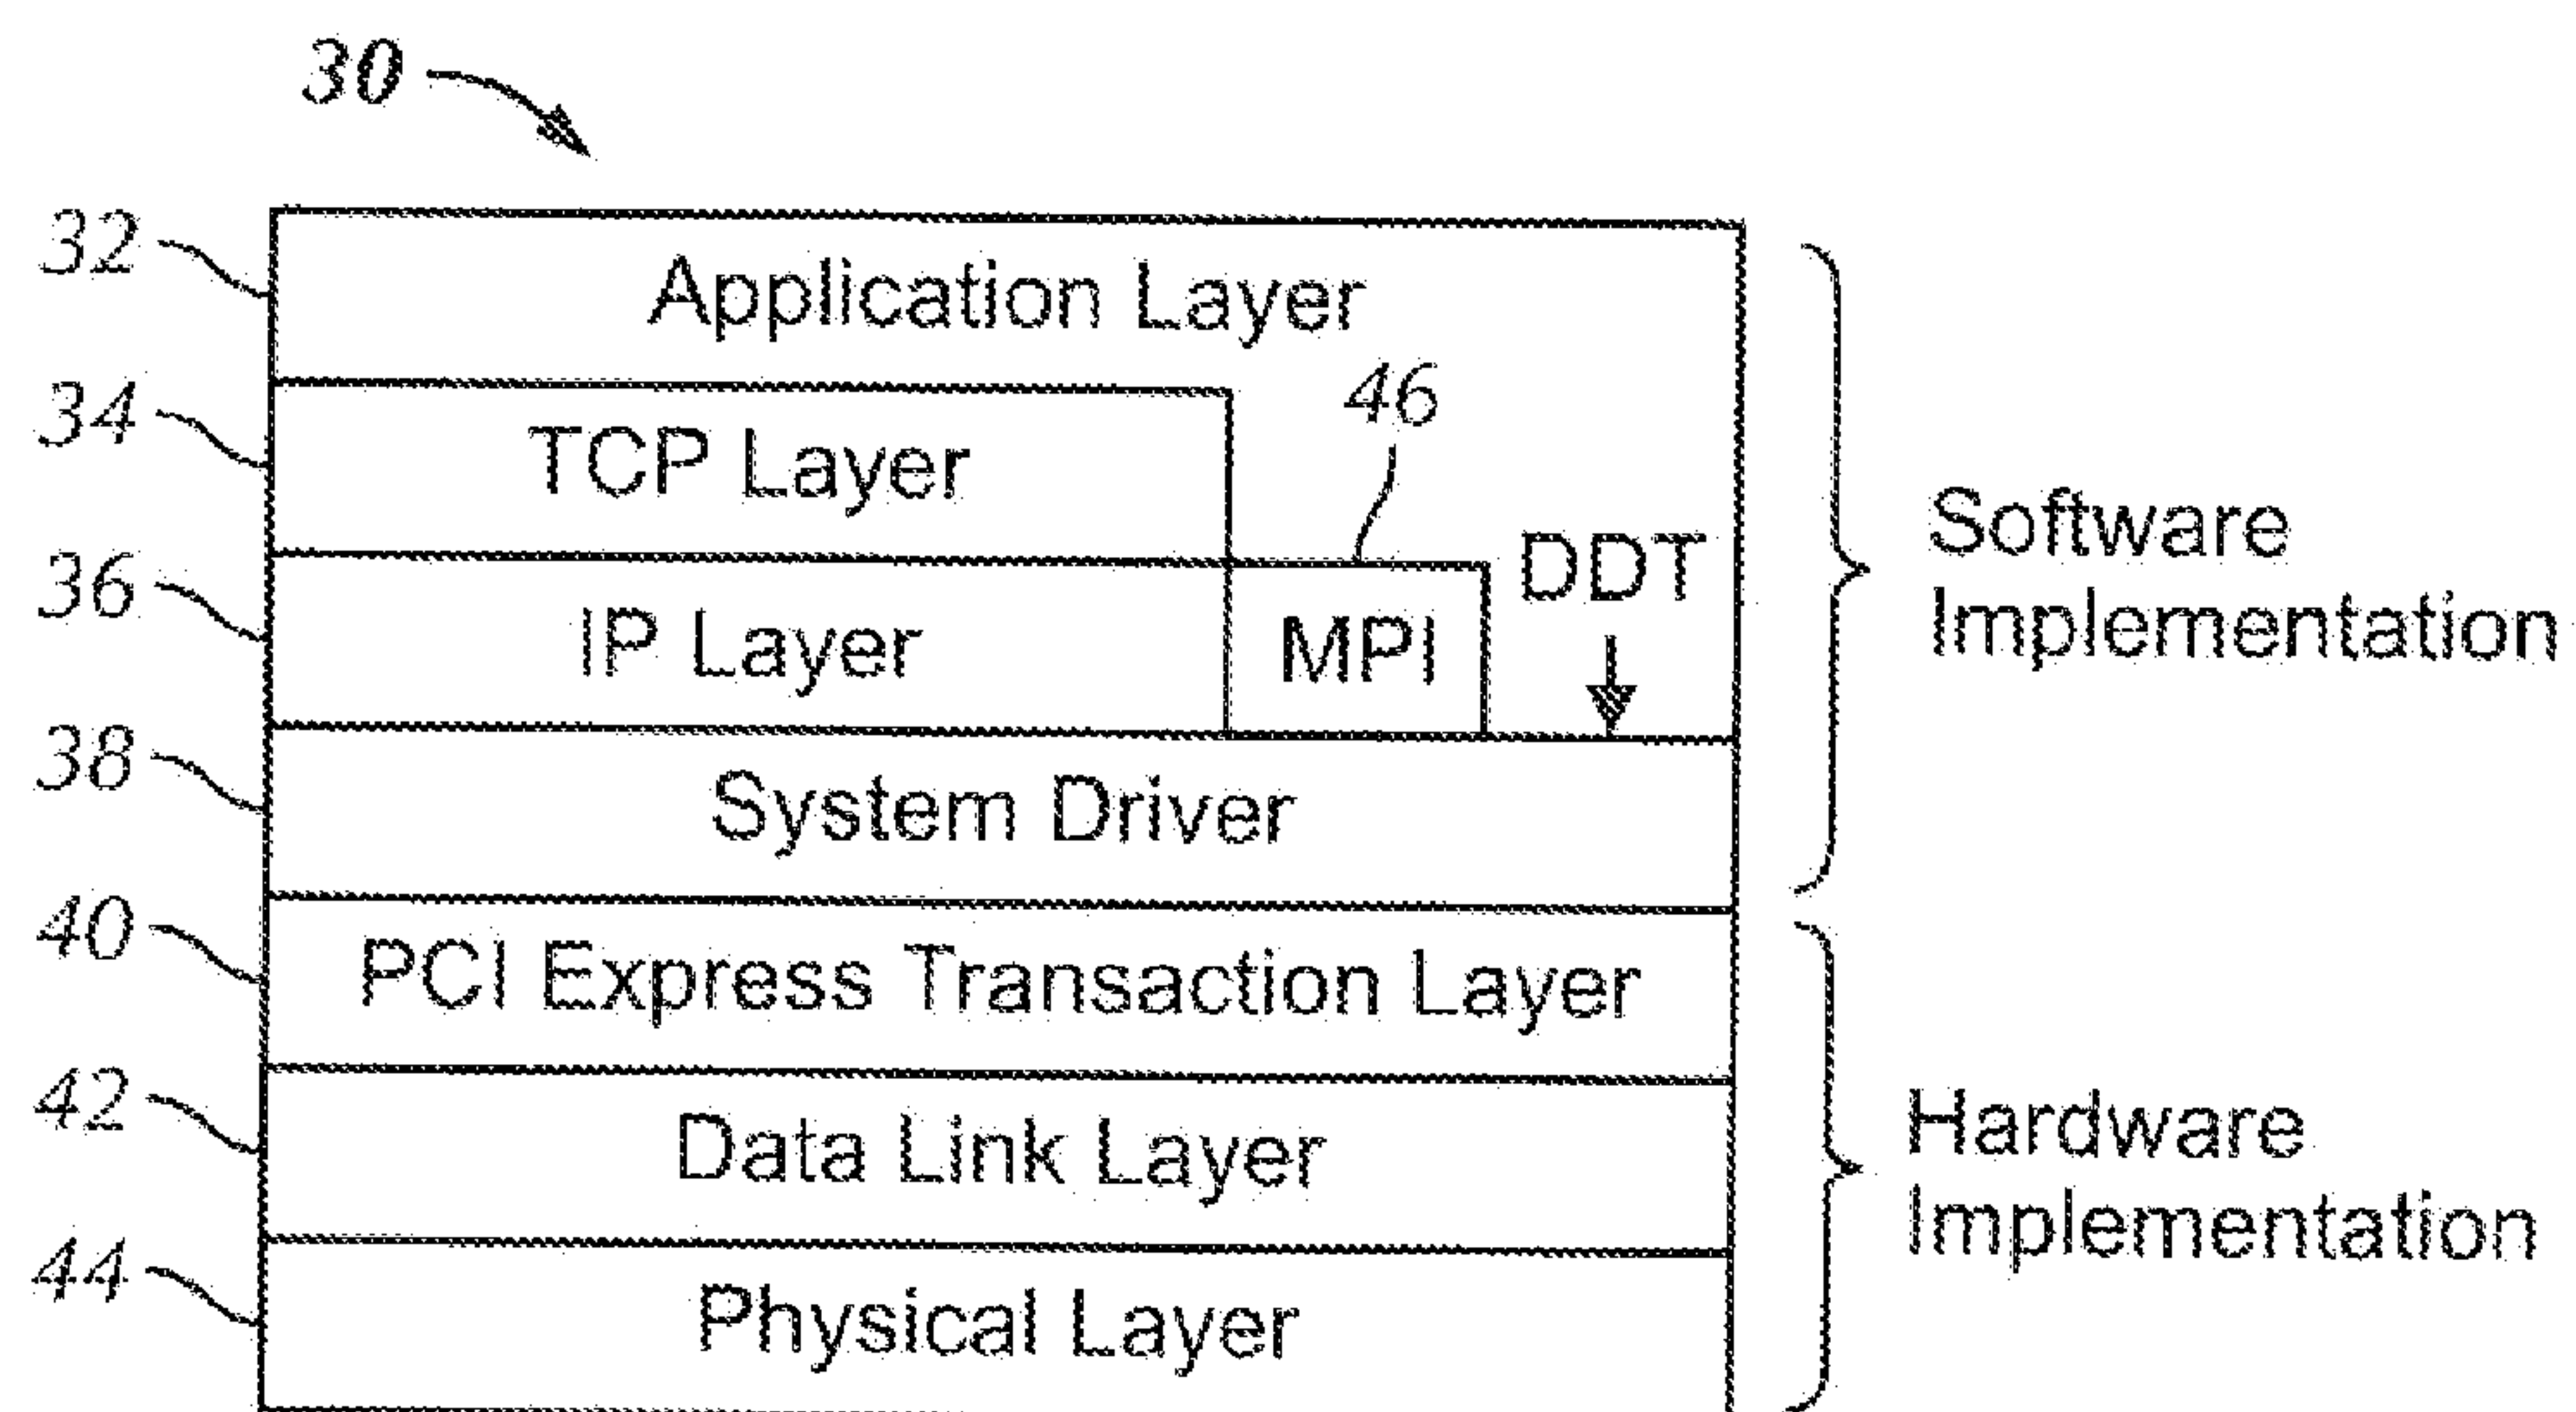 30
32
Application Layer
34
TCP Layer
46
36
IP Layer
MPI
DDT
Software
Implementation
38
System Driver
40
PCI Express Transaction Layer
42
Data Link Layer
Hardware
Implementation
44
Physical Layer